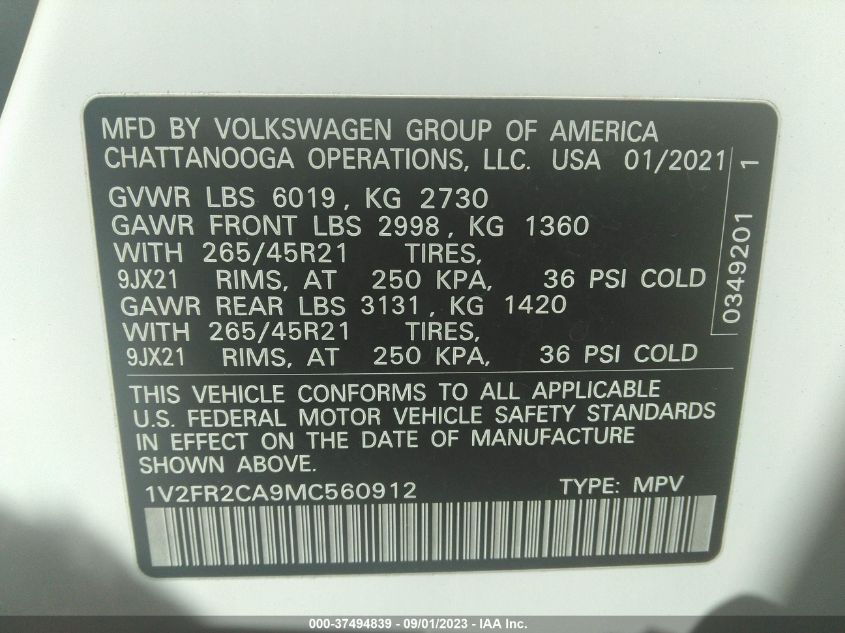 MFD BY VOLKSWAGEN GROUP OF AMERICA
CHATTANOOGA OPERATIONS, LLC. USA 01/2021
GVWR LBS 6019, KG 2730
GAWR FRONT LBS 2998, KG 1360
WITH 265/45R21 TIRES,
9JX21 RIMS, AT 250 KPA, 36 PSI COLD
GAWR REAR LBS 3131, KG 1420
WITH 265/45R21 TIRES,
9JX21 RIMS, AT 250 KPA, 36 PSI COLD
0349201 1
THIS VEHICLE CONFORMS TO ALL APPLICABLE
U.S. FEDERAL MOTOR VEHICLE SAFETY STANDARDS
IN EFFECT ON THE DATE OF MANUFACTURE
SHOWN ABOVE.
1V2FR2CA9MC560912 TYPE: MPV
000-37494839 - 09/01/2023 - IAA Inc.